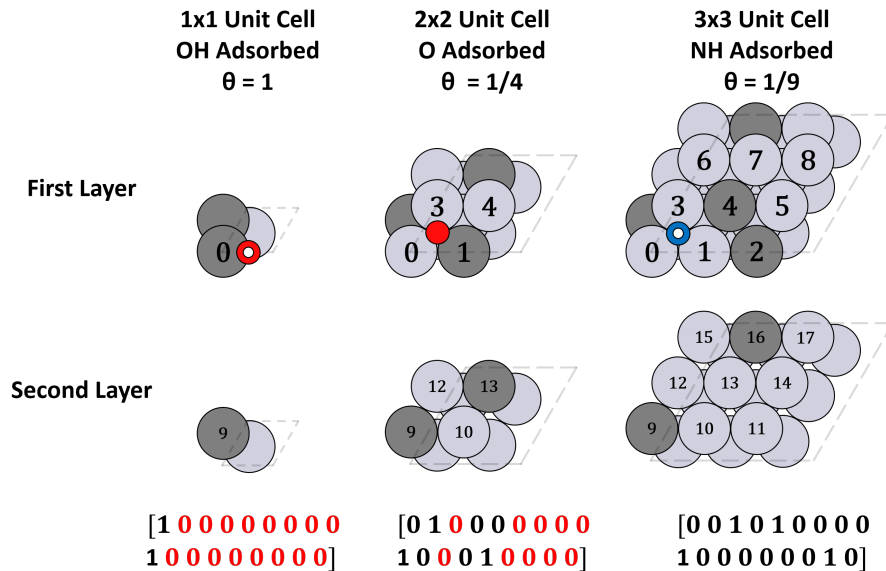 1x1 Unit Cell
OH Adsorbed
θ = 1
2x2 Unit Cell
O Adsorbed
θ = 1/4
3x3 Unit Cell
NH Adsorbed
θ = 1/9
First Layer
0
3 4
0 1
6 7 8
3 4 5
0 1 2
Second Layer
9
12 13
9 10
15 16 17
12 13 14
9 10 11
[1 0 0 0 0 0 0 0 0
1 0 0 0 0 0 0 0 0]
[0 1 0 0 0 0 0 0 0
1 0 0 0 1 0 0 0 0]
[0 0 1 0 1 0 0 0 0
1 0 0 0 0 0 0 1 0]